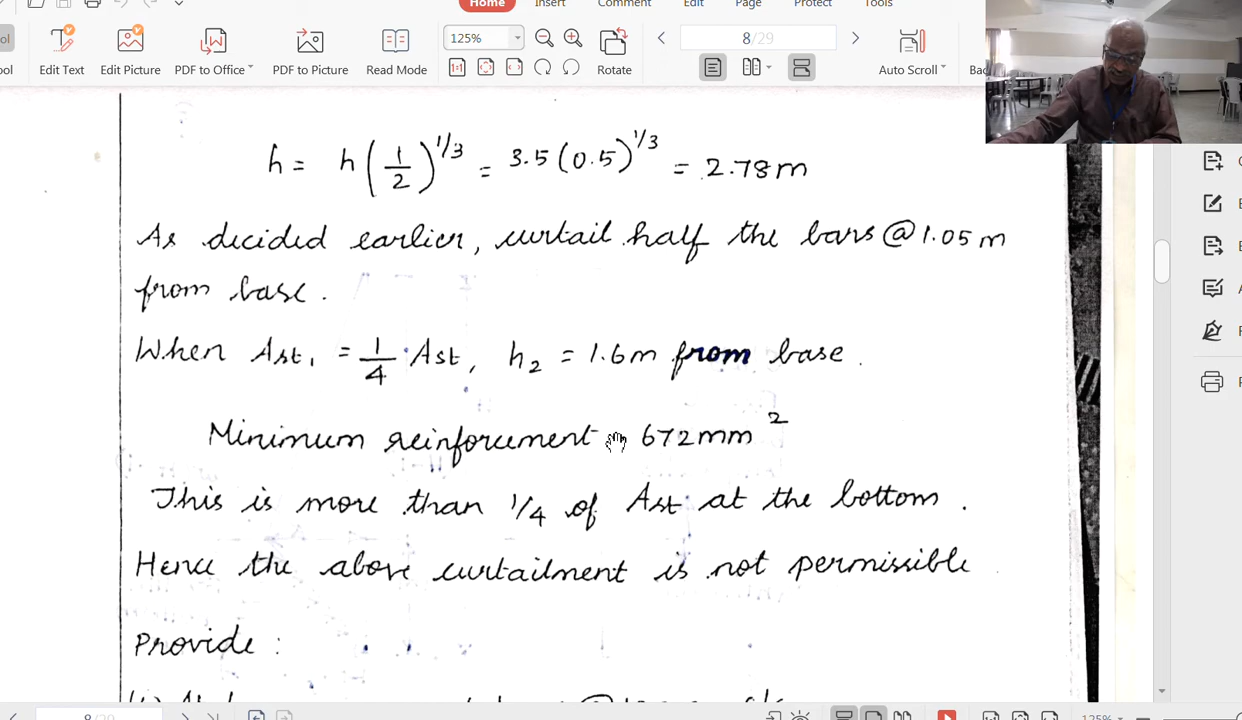 Home Insert Comment Edit Page Protect Tools
125% 8/29
Edit Text Edit Picture PDF to Office PDF to Picture Read Mode Rotate Auto Scroll
h = h(1/2)^1/3 = 3.5(0.5)^1/3 = 2.78m
As decided earlier, curtail half the bars @ 1.05 m
from base.
When Ast1 = 1/4 Ast, h2 = 1.6m from base.
Minimum reinforcement 672mm²
This is more than 1/4 of Ast at the bottom.
Hence the above curtailment is not permissible
Provide :
8/29 125%